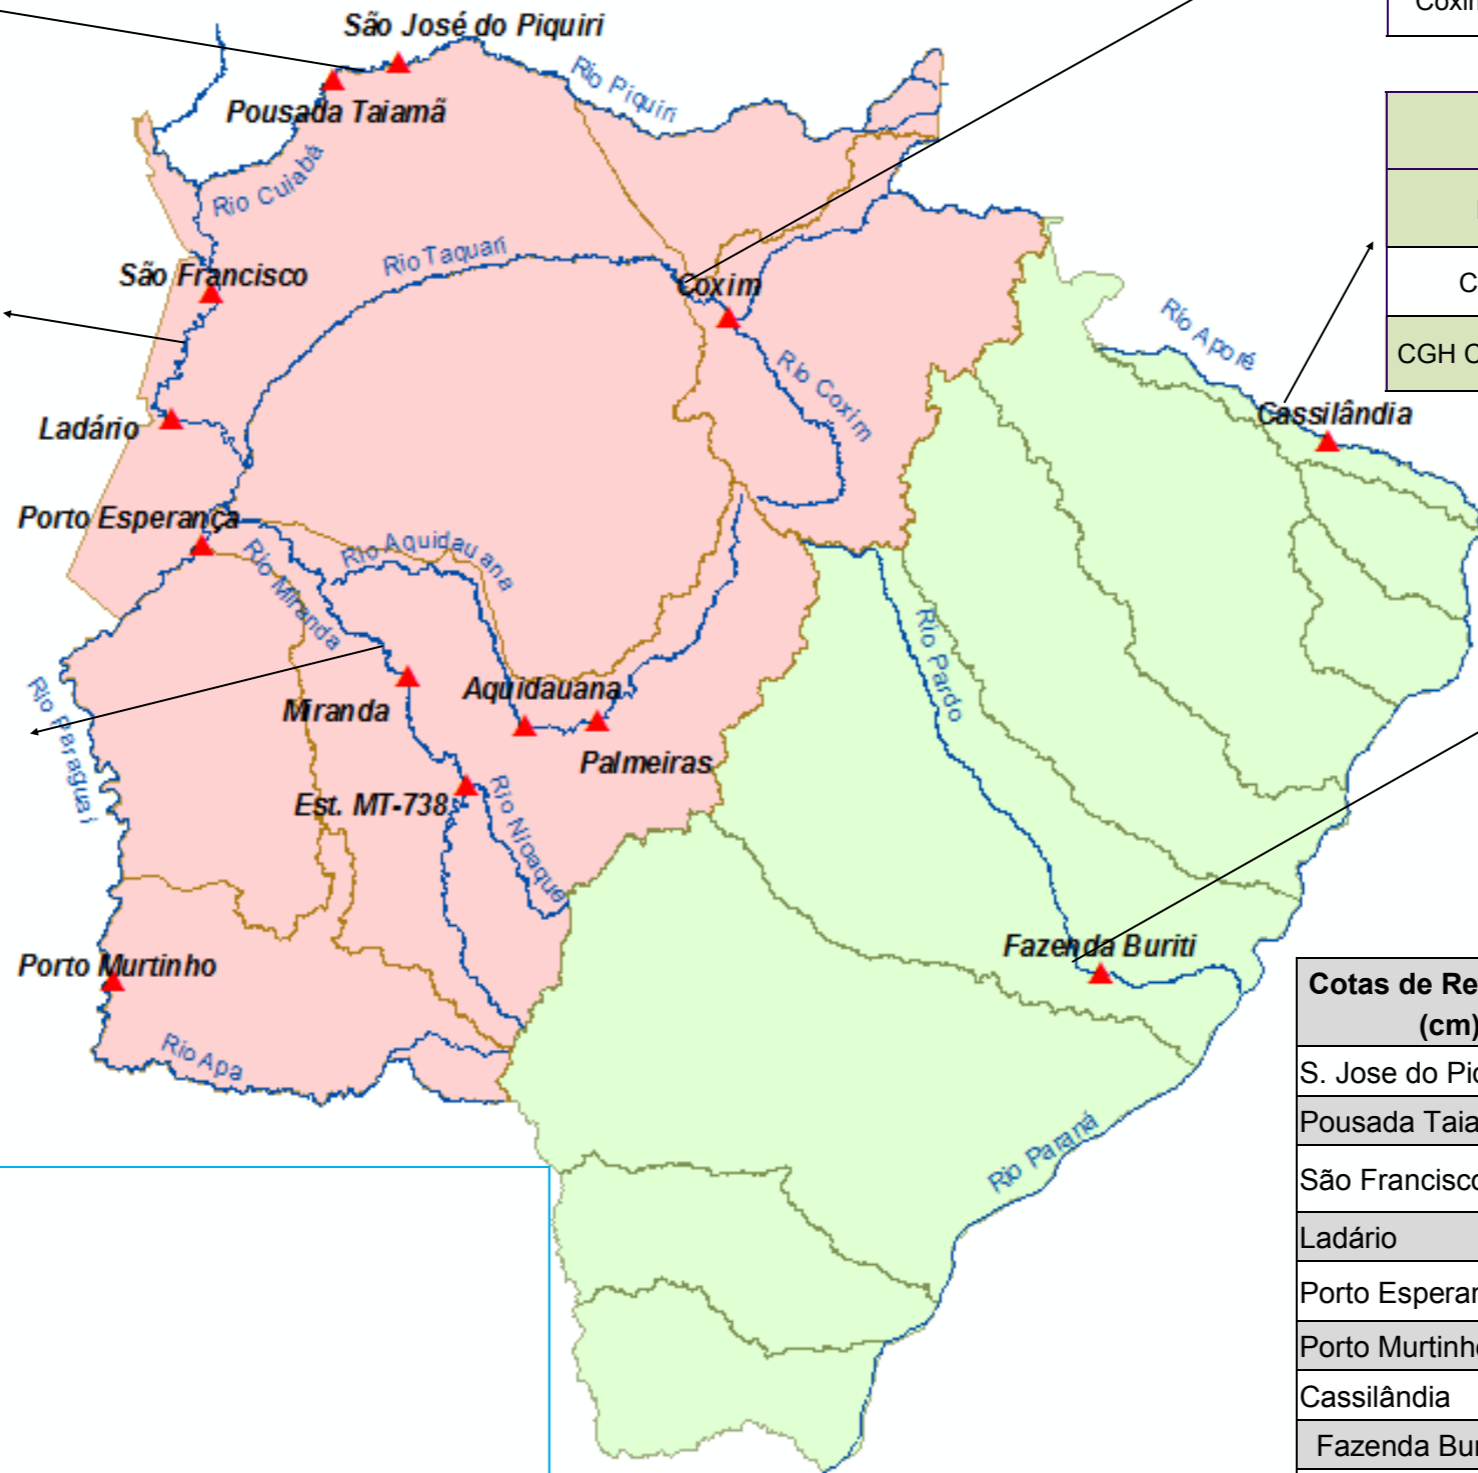 Coxim
São José do Piquiri
Rio Piquiri
Pousada Taiamã
Rio Cuiabá
Rio Taquari
São Francisco
Coxim
C
Rio Aporé
CGH C
Rio Coxim
Cassilândia
Ladário
Porto Esperança
Rio Aquidauana
Rio Miranda
Rio Pardo
Rio Paraguai
Aquidauana
Miranda
Palmeiras
Est. MT-738
Rio Nioaque
Fazenda Buriti
Porto Murtinho
Cotas de Re
(cm)
Rio Apa
S. Jose do Piq
Pousada Taia
Rio Paraná
São Francisco
Ladário
Porto Esperan
Porto Murtinho
Cassilândia
Fazenda Bur